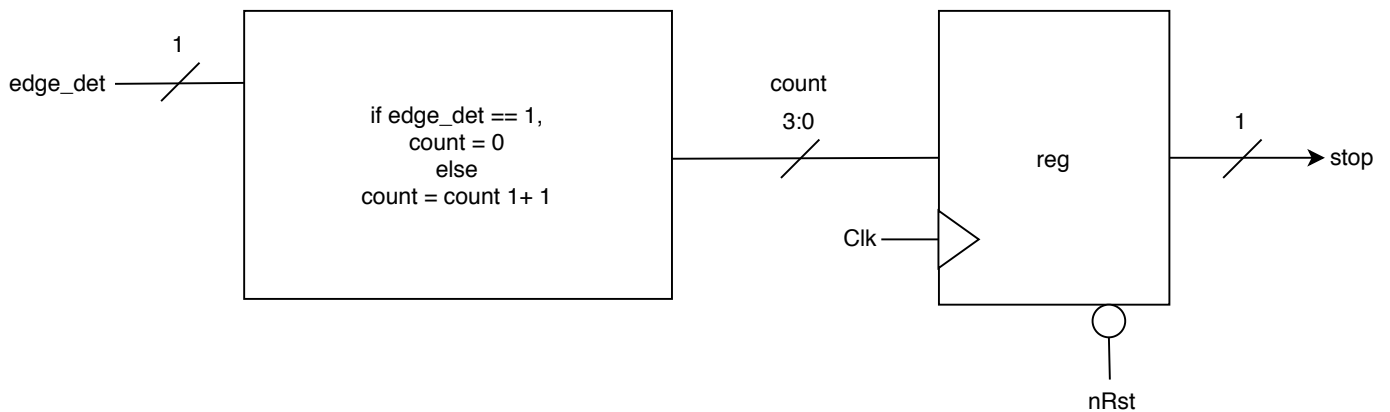 edge_det
1
if edge_det == 1,
count = 0
else
count = count 1+ 1
count
3:0
reg
Clk
nRst
1
stop